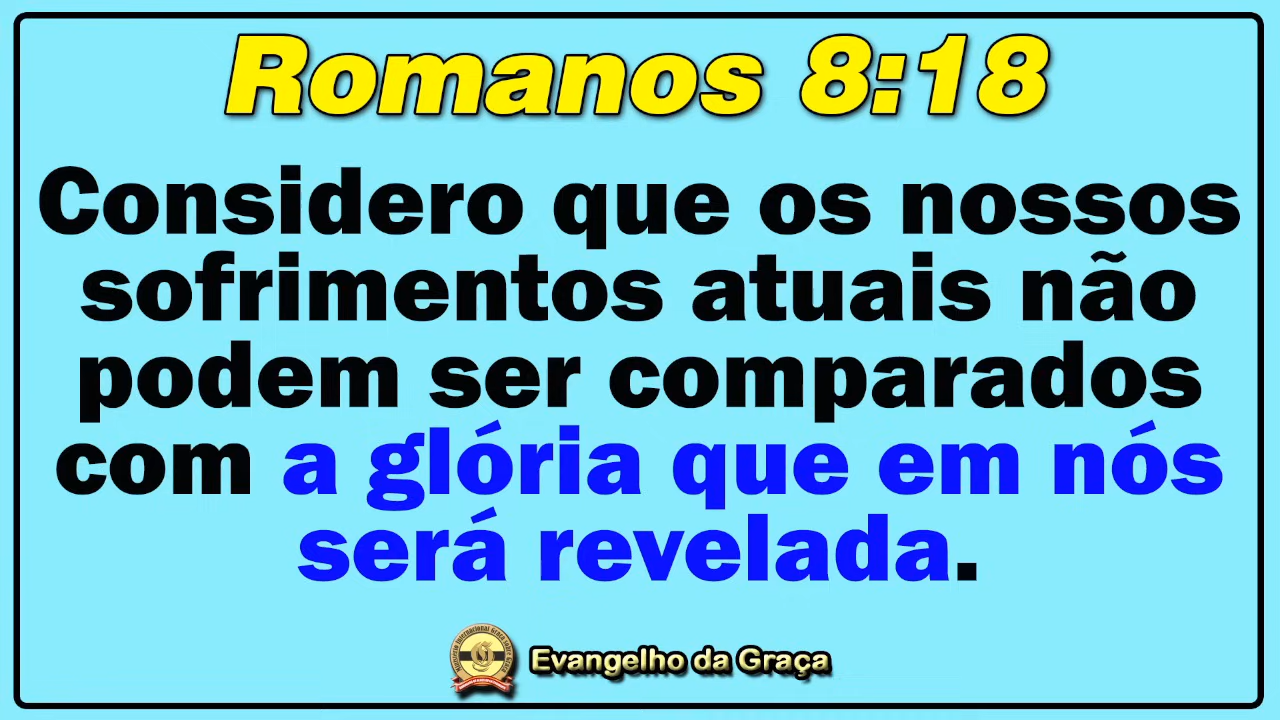 Romanos 8:18
Considero que os nossos
sofrimentos atuais não
podem ser comparados
com a glória que em nós
será revelada.
Evangelho da Graça